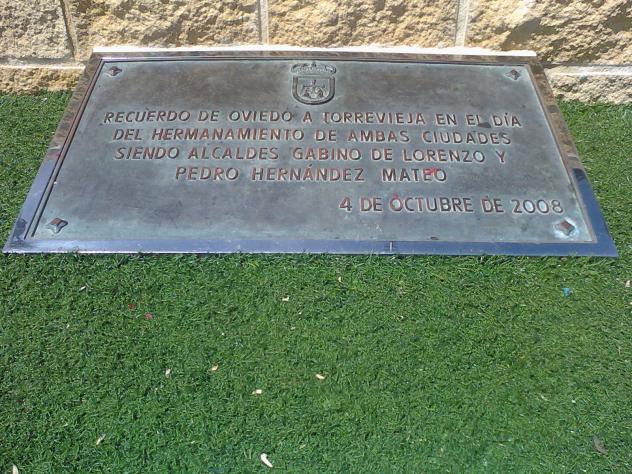 RECUERDO DE OVIEDO A TORREVIEJA EN EL DÍA
DEL HERMANAMIENTO DE AMBAS CIUDADES
SIENDO ALCALDES GABINO DE LORENZO Y
PEDRO HERNÁNDEZ MATEO
4 DE OCTUBRE DE 2008